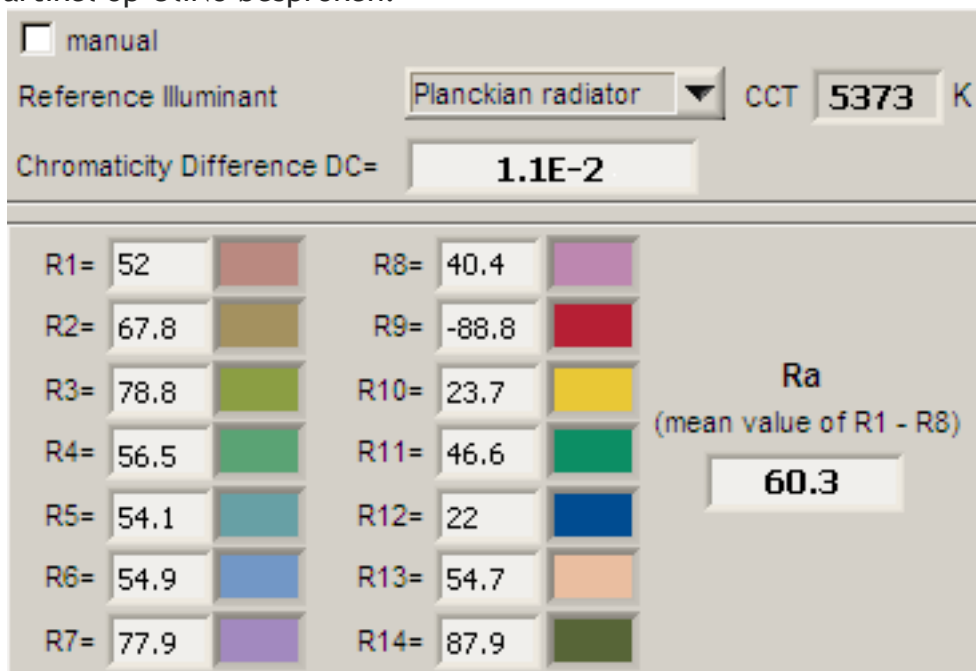 manual
Reference Illuminant Planckian radiator CCT 5373 K
Chromaticity Difference DC= 1.1E-2
R1= 52 R8= 40.4
R2= 67.8 R9= -88.8
R3= 78.8 R10= 23.7
R4= 56.5 R11= 46.6
R5= 54.1 R12= 22
R6= 54.9 R13= 54.7
R7= 77.9 R14= 87.9
Ra
(mean value of R1 - R8)
60.3